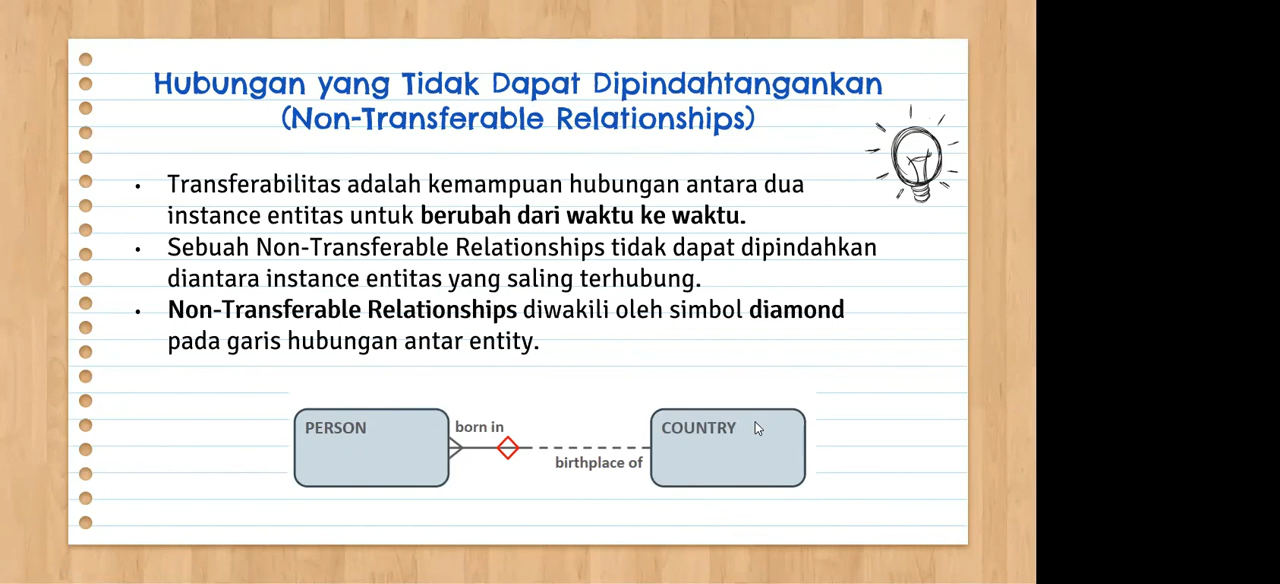 Hubungan yang Tidak Dapat Dipindahtangankan
(Non-Transferable Relationships)
• Transferabilitas adalah kemampuan hubungan antara dua
instance entitas untuk berubah dari waktu ke waktu.
• Sebuah Non-Transferable Relationships tidak dapat dipindahkan
diantara instance entitas yang saling terhubung.
• Non-Transferable Relationships diwakili oleh simbol diamond
pada garis hubungan antar entity.
PERSON
born in
birthplace of
COUNTRY